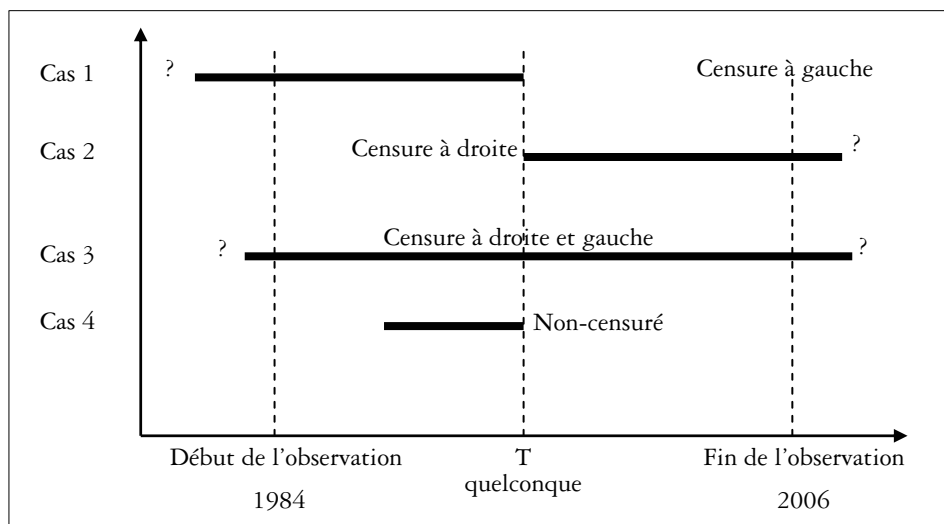 Cas 1
?
Censure à gauche
Cas 2
Censure à droite
?
Cas 3
?
Censure à droite et gauche
?
Cas 4
Non-censuré
Début de l'observation
T
Fin de l'observation
quelconque
1984
2006